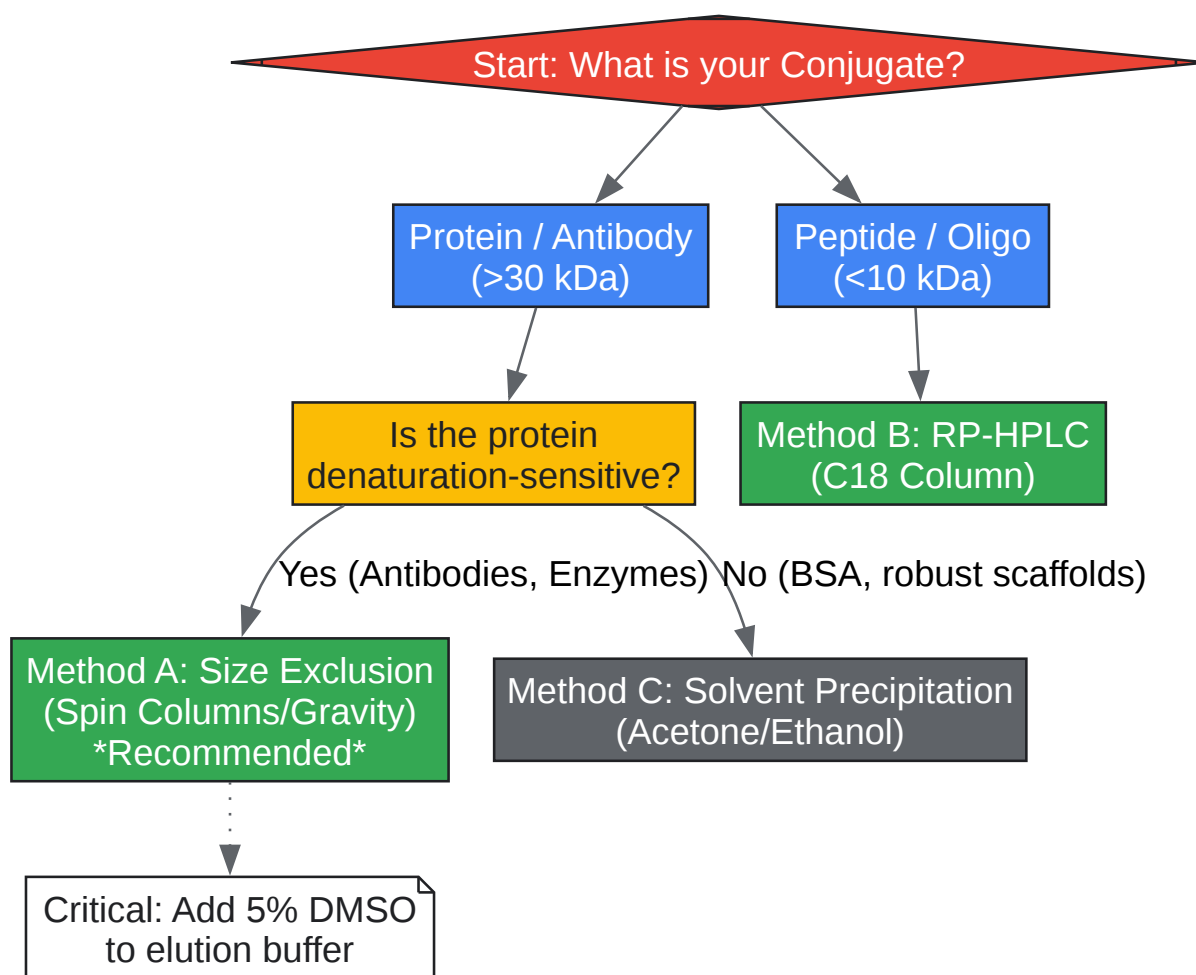 Start: What is your Conjugate?
Protein / Antibody
(>30 kDa)
Peptide / Oligo
(<10 kDa)
Is the protein
denaturation-sensitive?
Method B: RP-HPLC
(C18 Column)
Yes (Antibodies, Enzymes)
No (BSA, robust scaffolds)
Method A: Size Exclusion
(Spin Columns/Gravity)
*Recommended*
Method C: Solvent Precipitation
(Acetone/Ethanol)
Critical: Add 5% DMSO
to elution buffer